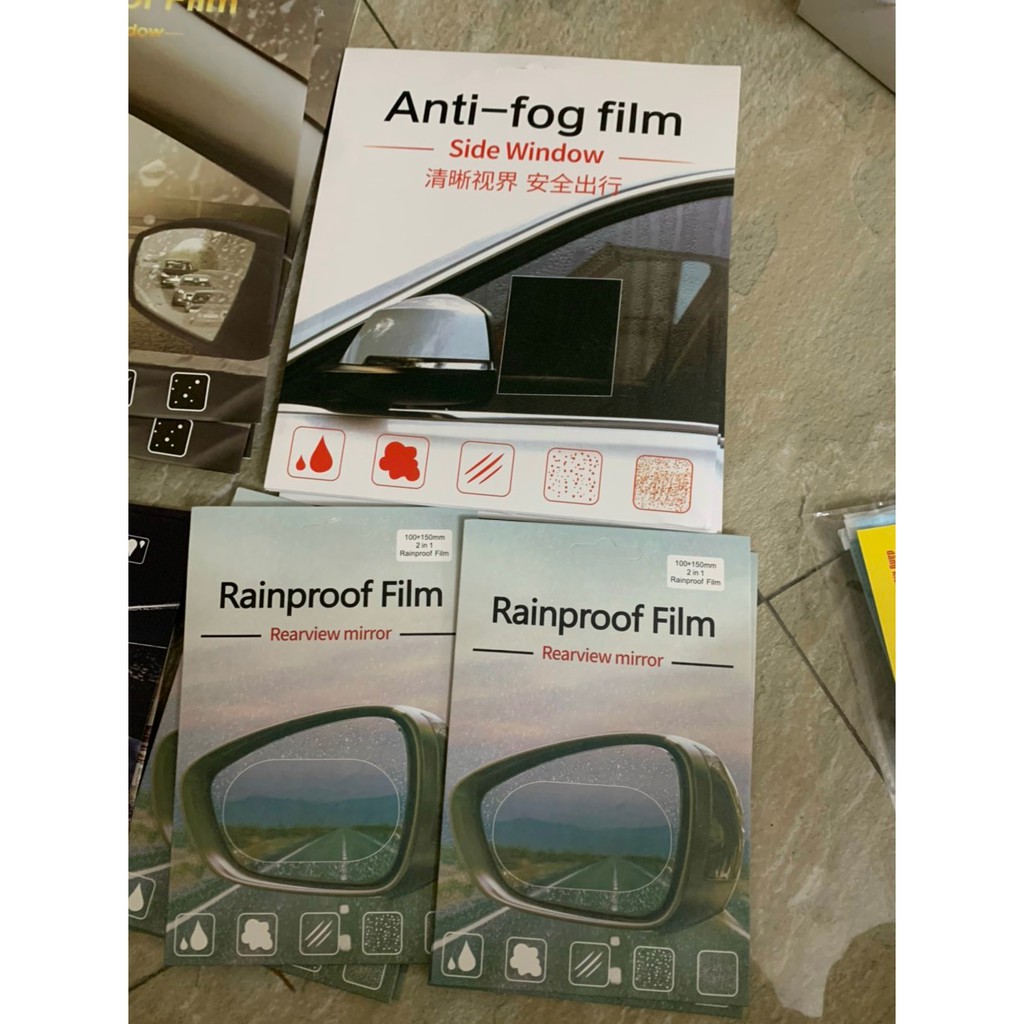 Film
Anti-fog film
Side Window
清晰视界 安全出行
100*150mm
2 in 1
Rainproof Film
Rainproof Film
Rearview mirror
100*150mm
2 in 1
Rainproof Film
Rainproof Film
Rearview mirror